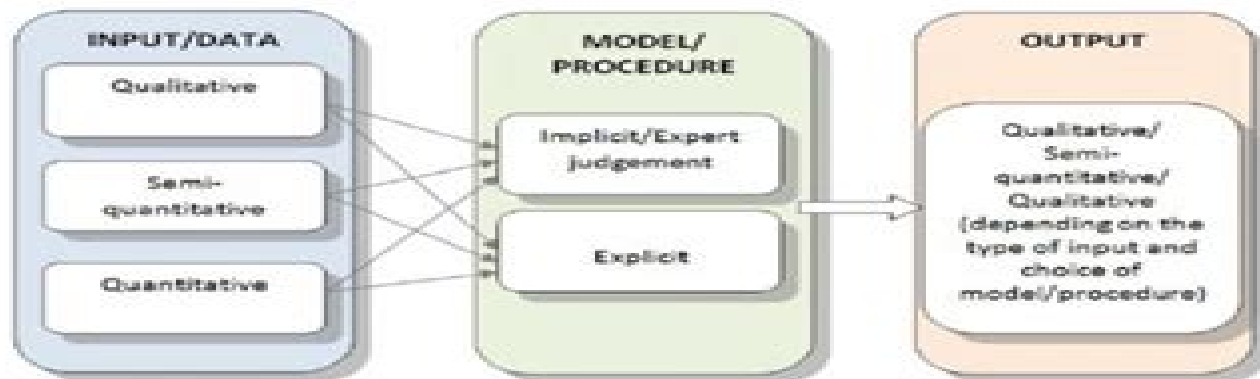 INPUT/DATA
Qualitative
Semi-
quantitative
Quantitative
MODEL/
PROCEDURE
Implicit/Expert
judgement
Explicit
OUTPUT
Qualitative/
Semi-
quantitative/
Qualitative
(depending on the
type of input and
choice of
model/procedure)